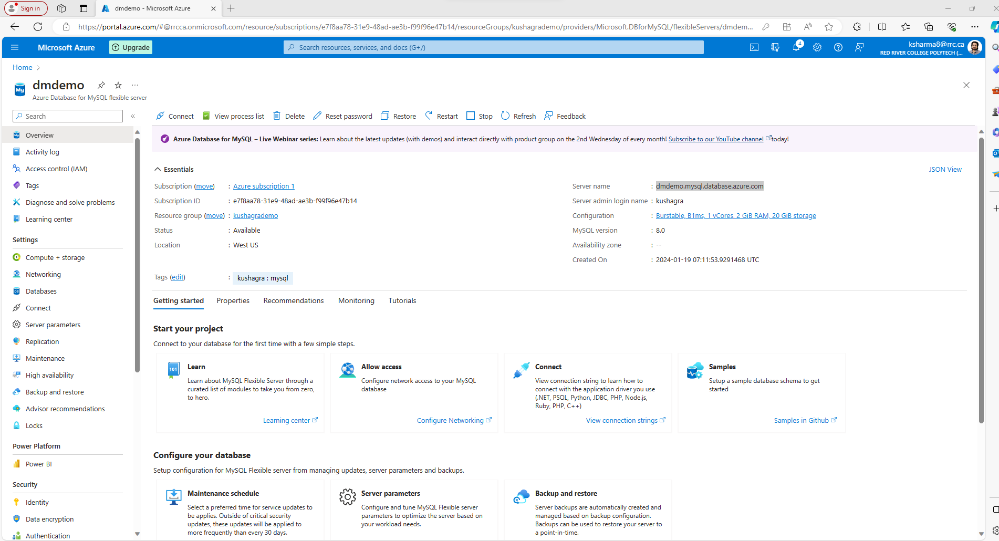 Sign in
dmdemo - Microsoft Azure
https://portal.azure.com/#@rrcca.onmicrosoft.com/resource/subscriptions/e7f8aa78-31e9-48ad-ae3b-f99f96e47b14/resourceGroups/kushagrademo/providers/Microsoft.DBforMySQL/flexibleServers/dmdem...
Microsoft Azure
Upgrade
Search resources, services, and docs (G+/)
4
ksharma8@rrc.ca
RED RIVER COLLEGE POLYTECH (...
Home
dmdemo
Azure Database for MySQL flexible server
Search
Connect
View process list
Delete
Reset password
Restore
Restart
Stop
Refresh
Feedback
Overview
Activity log
Access control (IAM)
Tags
Diagnose and solve problems
Learning center
Settings
Compute + storage
Networking
Databases
Connect
Server parameters
Replication
Maintenance
High availability
Backup and restore
Advisor recommendations
Locks
Power Platform
Power BI
Security
Identity
Data encryption
Authentication
Azure Database for MySQL – Live Webinar series: Learn about the latest updates (with demos) and interact directly with product group on the 2nd Wednesday of every month! Subscribe to our YouTube channel today!
Essentials
JSON View
Subscription (move) : Azure subscription 1
Subscription ID : e7f8aa78-31e9-48ad-ae3b-f99f96e47b14
Resource group (move) : kushagrademo
Status : Available
Location : West US
Server name : dmdemo.mysql.database.azure.com
Server admin login name : kushagra
Configuration : Burstable, B1ms, 1 vCores, 2 GiB RAM, 20 GiB storage
MySQL version : 8.0
Availability zone : --
Created On : 2024-01-19 07:11:53.9291468 UTC
Tags (edit) : kushagra : mysql
Getting started
Properties
Recommendations
Monitoring
Tutorials
Start your project
Connect to your database for the first time with a few simple steps.
101
Learn
Learn about MySQL Flexible Server through a
curated list of modules to take you from zero,
to hero.
Learning center
Allow access
Configure network access to your MySQL
database
Configure Networking
Connect
View connection string to learn how to
connect with the application driver you use
(.NET, PSQL, Python, JDBC, PHP, Node.js,
Ruby, PHP, C++)
View connection strings
Samples
Setup a sample database schema to get
started
Samples in Github
Configure your database
Setup configuration for MySQL Flexible server from managing updates, server parameters and backups.
Maintenance schedule
Select a preferred time for service updates to
be applies. Outside of critical security
updates, these updates will be applied to
more frequently than every 30 days.
Server parameters
Configure and tune MySQL Flexible server
parameters to optimize the server based on
your workload needs.
Backup and restore
Server backups are automatically created and
managed based on backup configuration.
Backups can be used to restore your server to
a point-in-time.